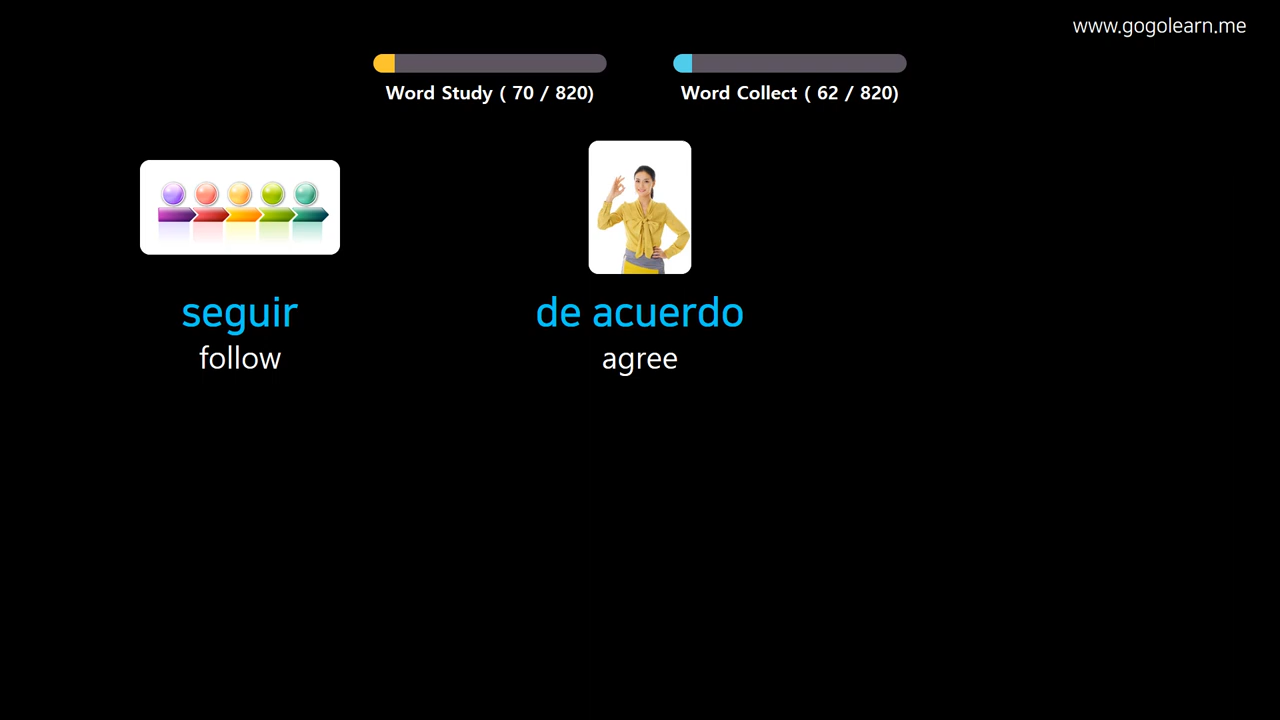 www.gogolearn.me
Word Study ( 70 / 820)
Word Collect ( 62 / 820)
seguir
follow
de acuerdo
agree